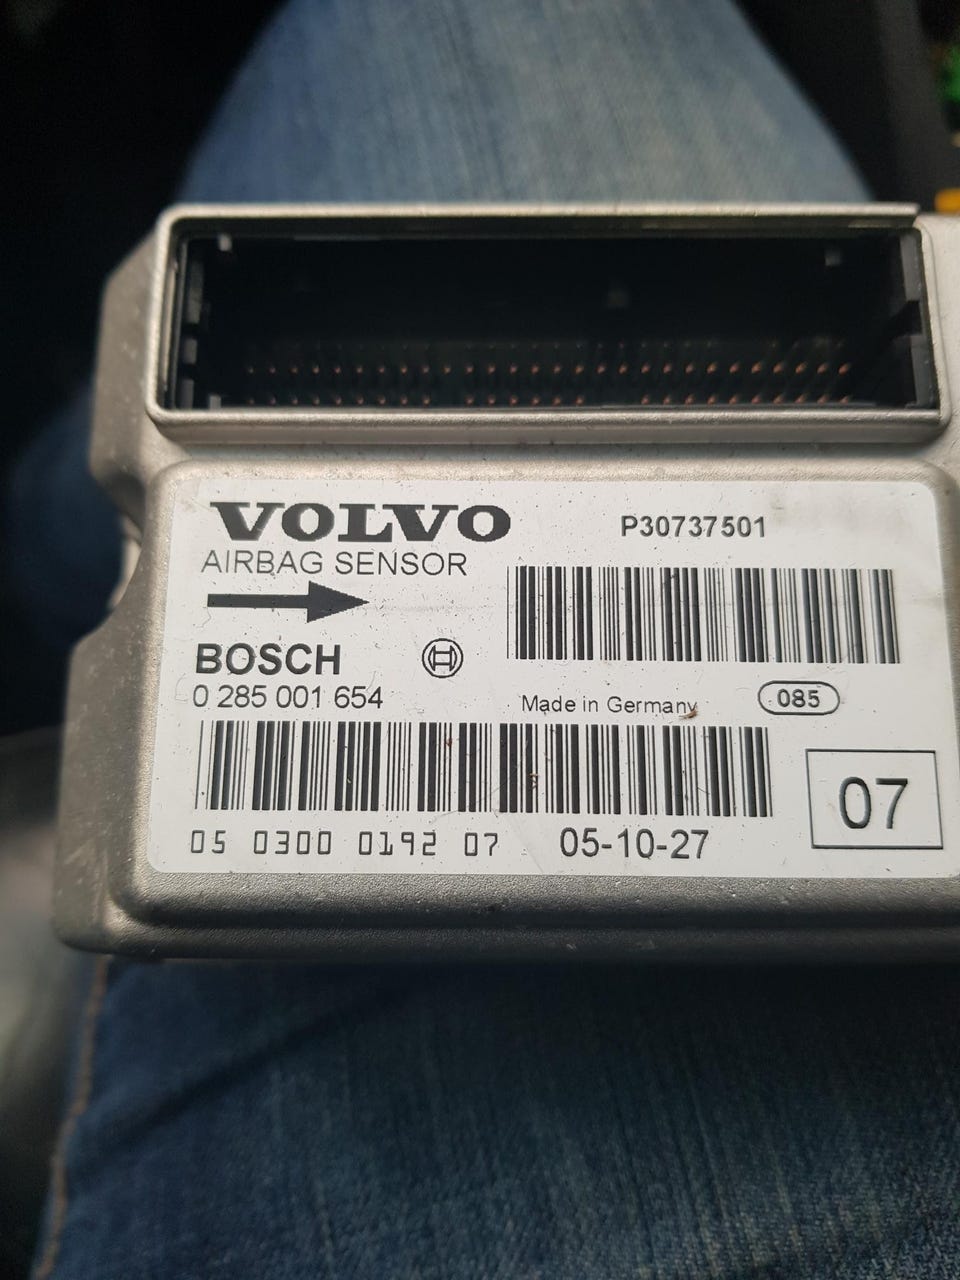 VOLVO
P30737501
AIRBAG SENSOR
BOSCH
0 285 001 654
Made in Germany
085
07
05 0300 0192 07
05-10-27